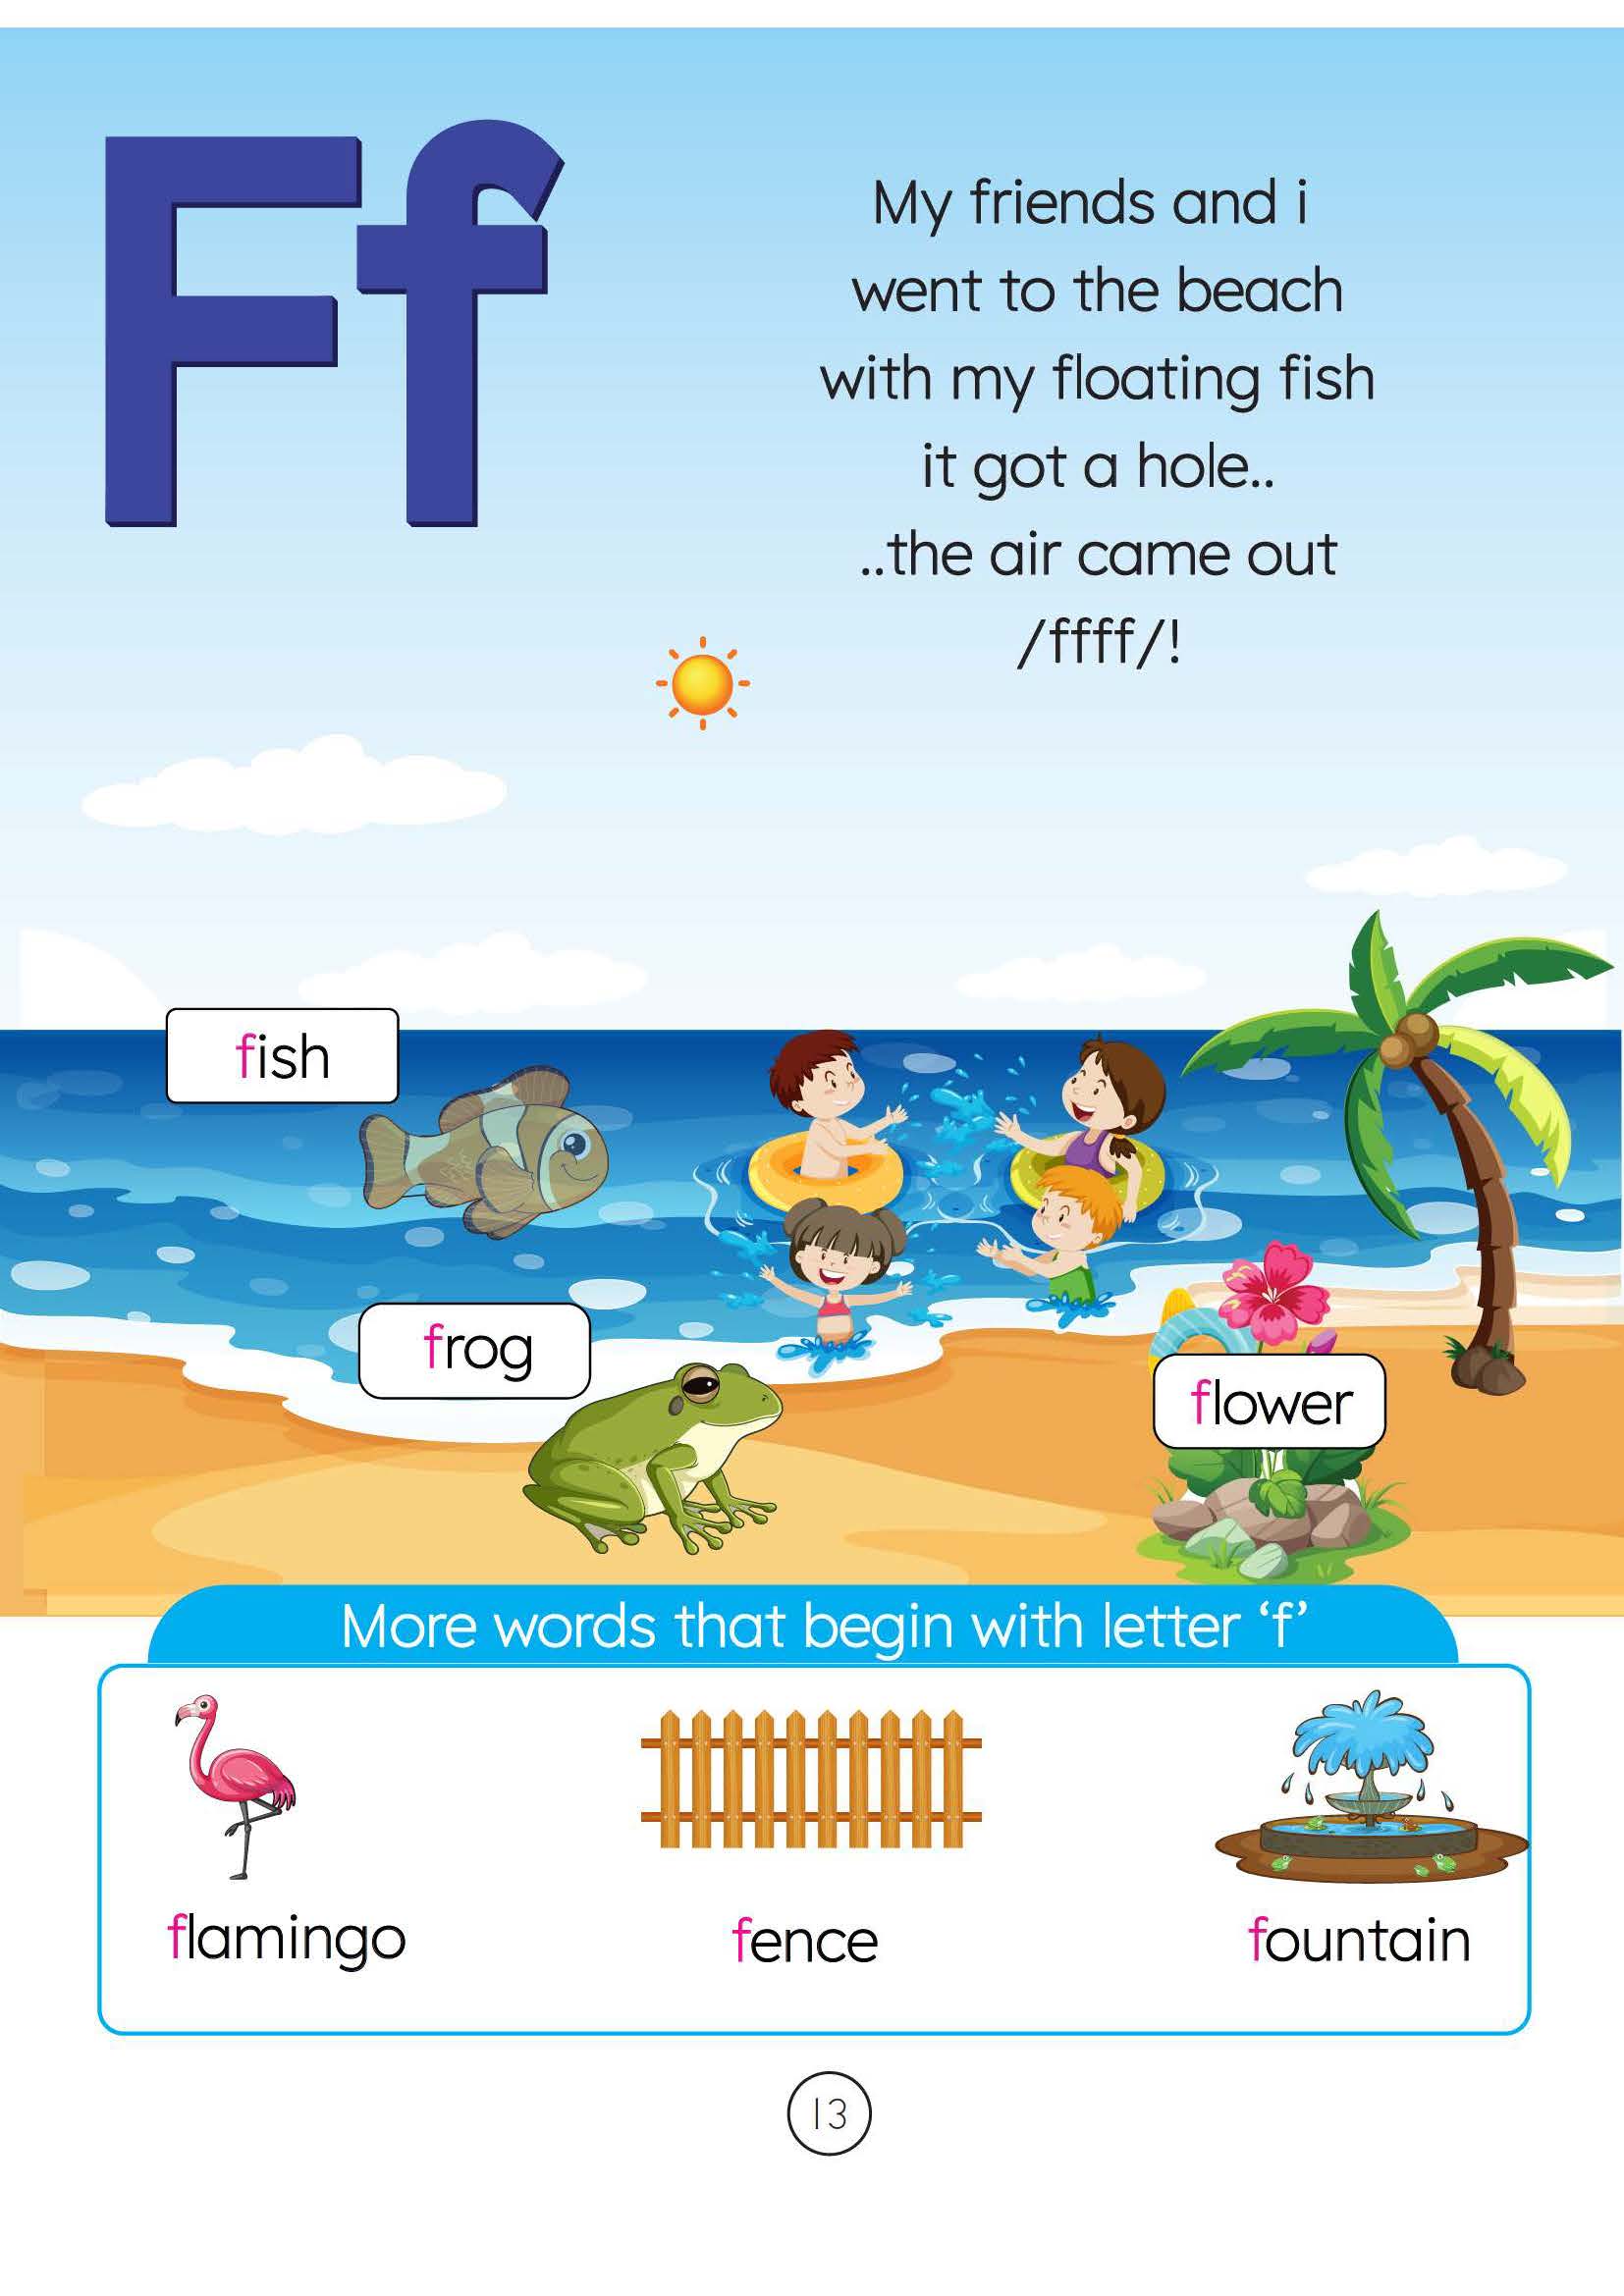 Ff
My friends and i
went to the beach
with my floating fish
it got a hole..
..the air came out
/ffff/!
fish
frog
flower
More words that begin with letter ‘f’
flamingo
fence
fountain
13